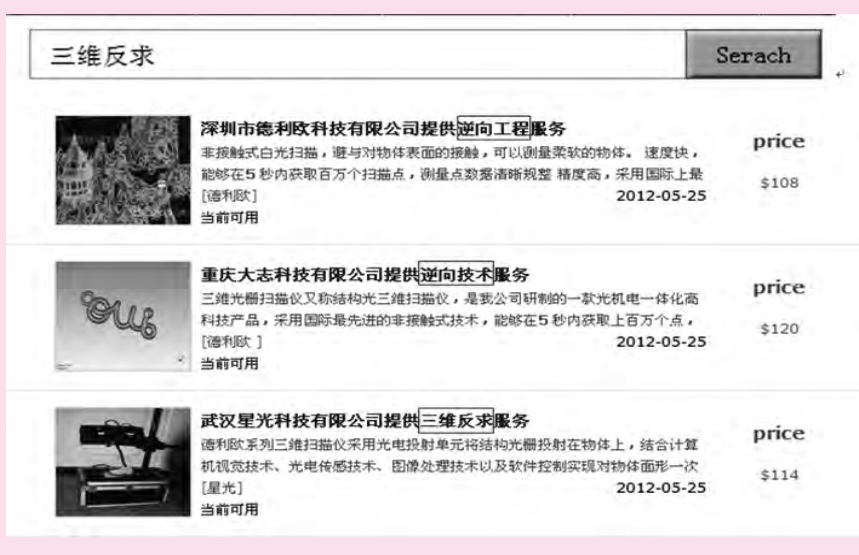 三维反求
Serach
深圳市德利欧科技有限公司提供逆向工程服务
非接触式白光扫描，避与对物体表面的接触，可以测量柔软的物体。 速度快，
能够在5秒内获取百万个扫描点，测量点数据清晰规整 精度高，采用国际上最
[德利欧]
2012-05-25
当前可用
price
$108
重庆大志科技有限公司提供逆向技术服务
三维光栅扫描仪又称结构光三维扫描仪，是我公司研制的一款光机电一体化高
科技产品，采用国际最先进的非接触式技术，能够在5秒内获取上百万个点，
[德利欧 ]
2012-05-25
当前可用
price
$120
武汉星光科技有限公司提供三维反求服务
德利欧系列三维扫描仪采用光电投射单元将结构光栅投射在物体上，结合计算
机视觉技术、光电传感技术、图像处理技术以及软件控制实现对物体面形一次
[星光]
2012-05-25
当前可用
price
$114